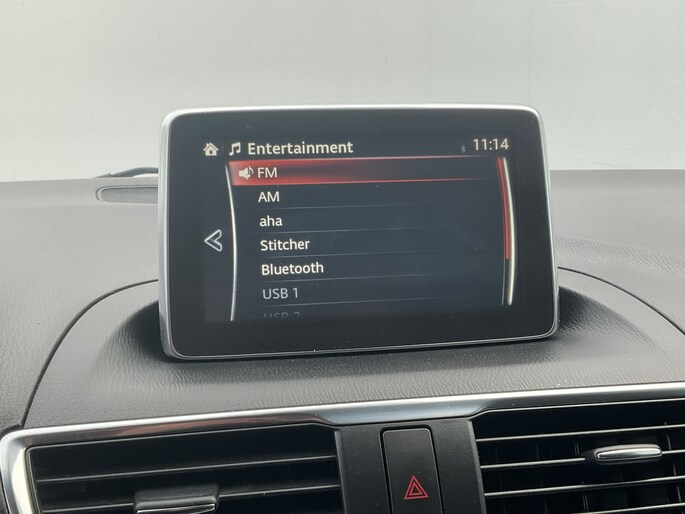 Entertainment 11:14
FM
AM
aha
Stitcher
Bluetooth
USB 1